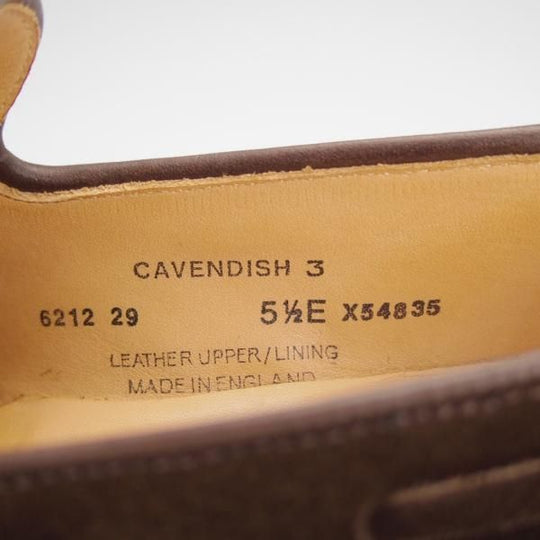 CAVENDISH 3
6212 29 5½E X54835
LEATHER UPPER/LINING
MADE IN ENGLAND